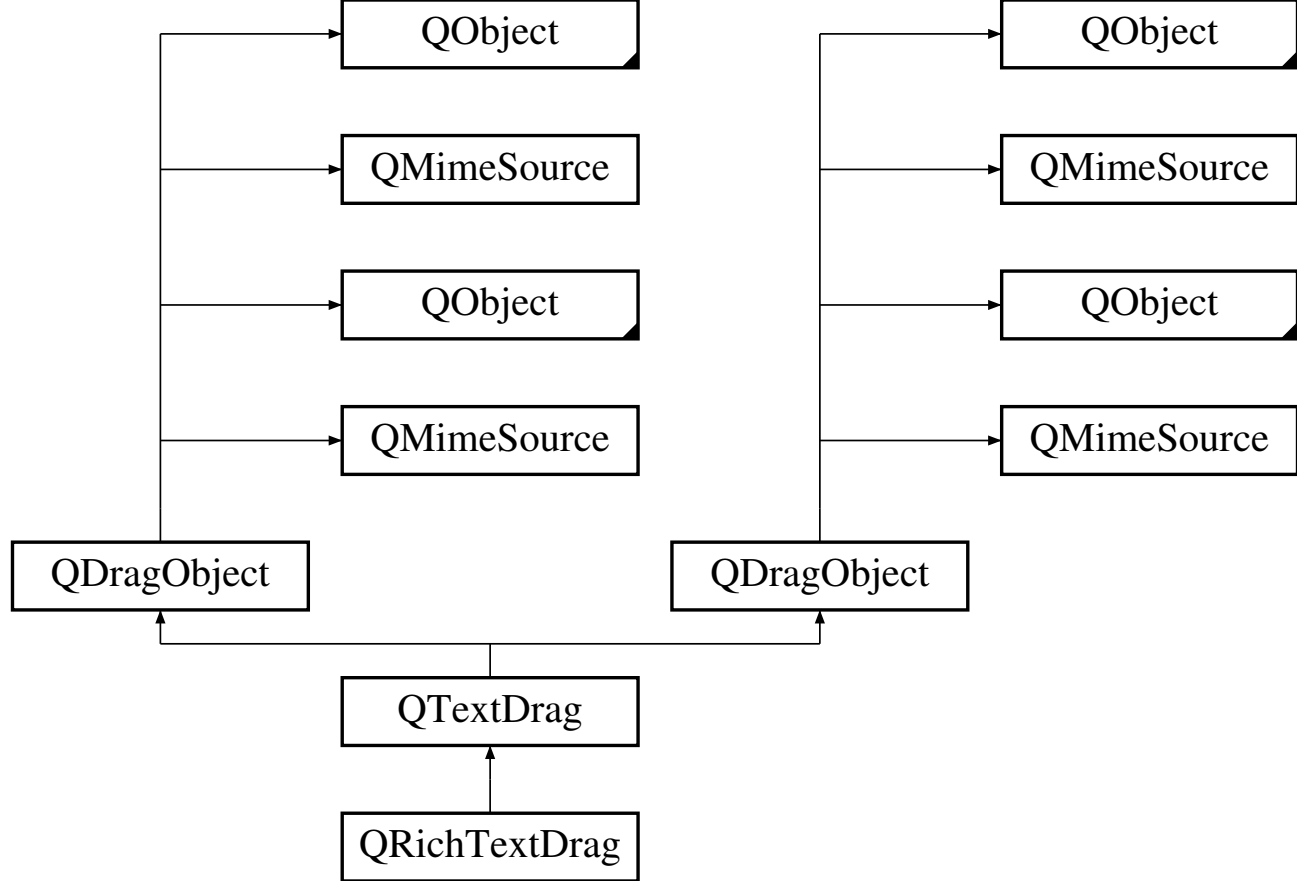 QObject
QObject
QMimeSource
QMimeSource
QObject
QObject
QMimeSource
QMimeSource
QDragObject
QDragObject
QTextDrag
QRichTextDrag